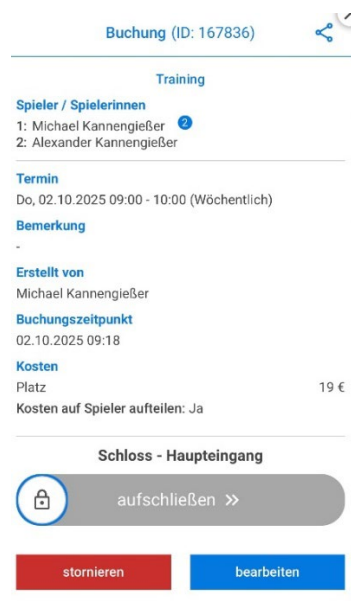 Buchung (ID: 167836)
Training
Spieler / Spielerinnen
1: Michael Kannengießer 2
2: Alexander Kannengießer
Termin
Do, 02.10.2025 09:00 - 10:00 (Wöchentlich)
Bemerkung
-
Erstellt von
Michael Kannengießer
Buchungszeitpunkt
02.10.2025 09:18
Kosten
Platz 19 €
Kosten auf Spieler aufteilen: Ja
Schloss - Haupteingang
aufschließen »
stornieren bearbeiten